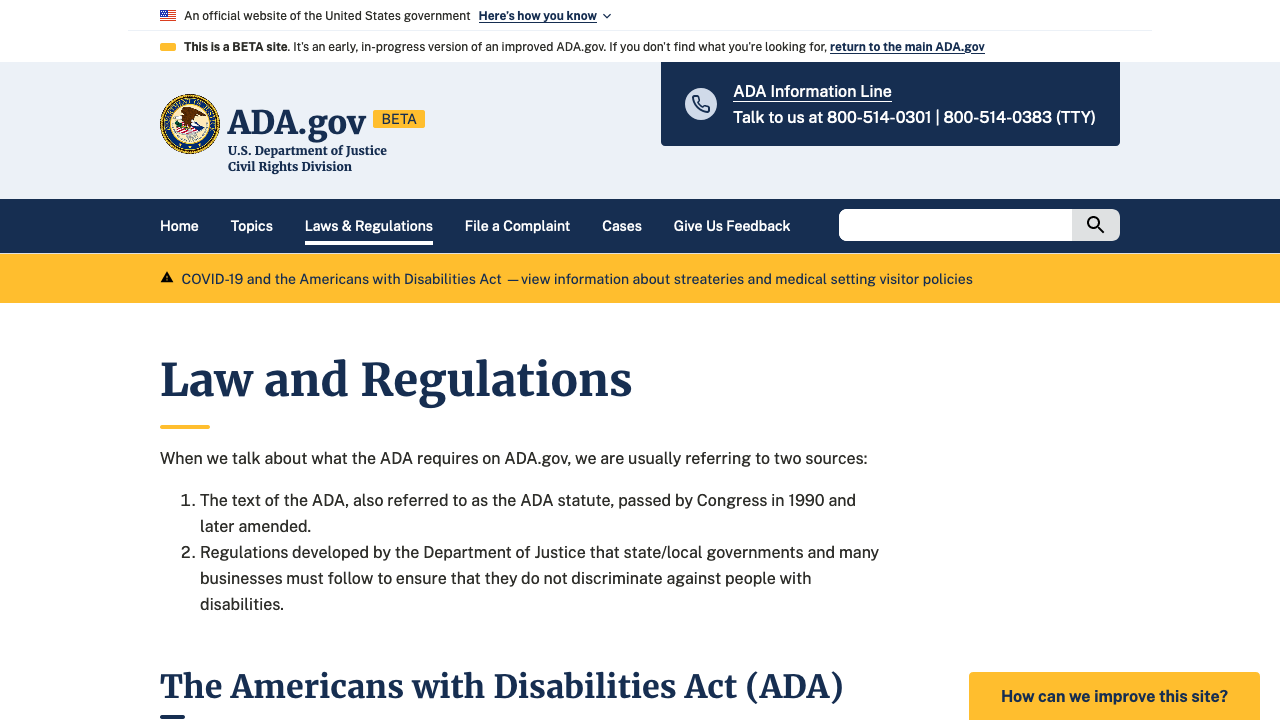 An official website of the United States government Here's how you know
This is a BETA site. It's an early, in-progress version of an improved ADA.gov. If you don't find what you're looking for, return to the main ADA.gov
ADA.gov BETA
U.S. Department of Justice
Civil Rights Division
ADA Information Line
Talk to us at 800-514-0301 | 800-514-0383 (TTY)
Home Topics Laws & Regulations File a Complaint Cases Give Us Feedback
COVID-19 and the Americans with Disabilities Act —view information about streateries and medical setting visitor policies
Law and Regulations
When we talk about what the ADA requires on ADA.gov, we are usually referring to two sources:
1. The text of the ADA, also referred to as the ADA statute, passed by Congress in 1990 and
later amended.
2. Regulations developed by the Department of Justice that state/local governments and many
businesses must follow to ensure that they do not discriminate against people with
disabilities.
The Americans with Disabilities Act (ADA)
How can we improve this site?